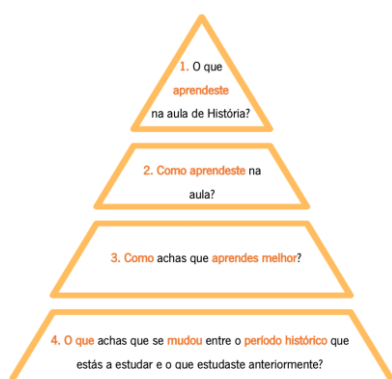 1. O que
aprendeste
na aula de História?
2. Como aprendeste na
aula?
3. Como achas que aprendes melhor?
4. O que achas que se mudou entre o período histórico que
estás a estudar e o que estudaste anteriormente?